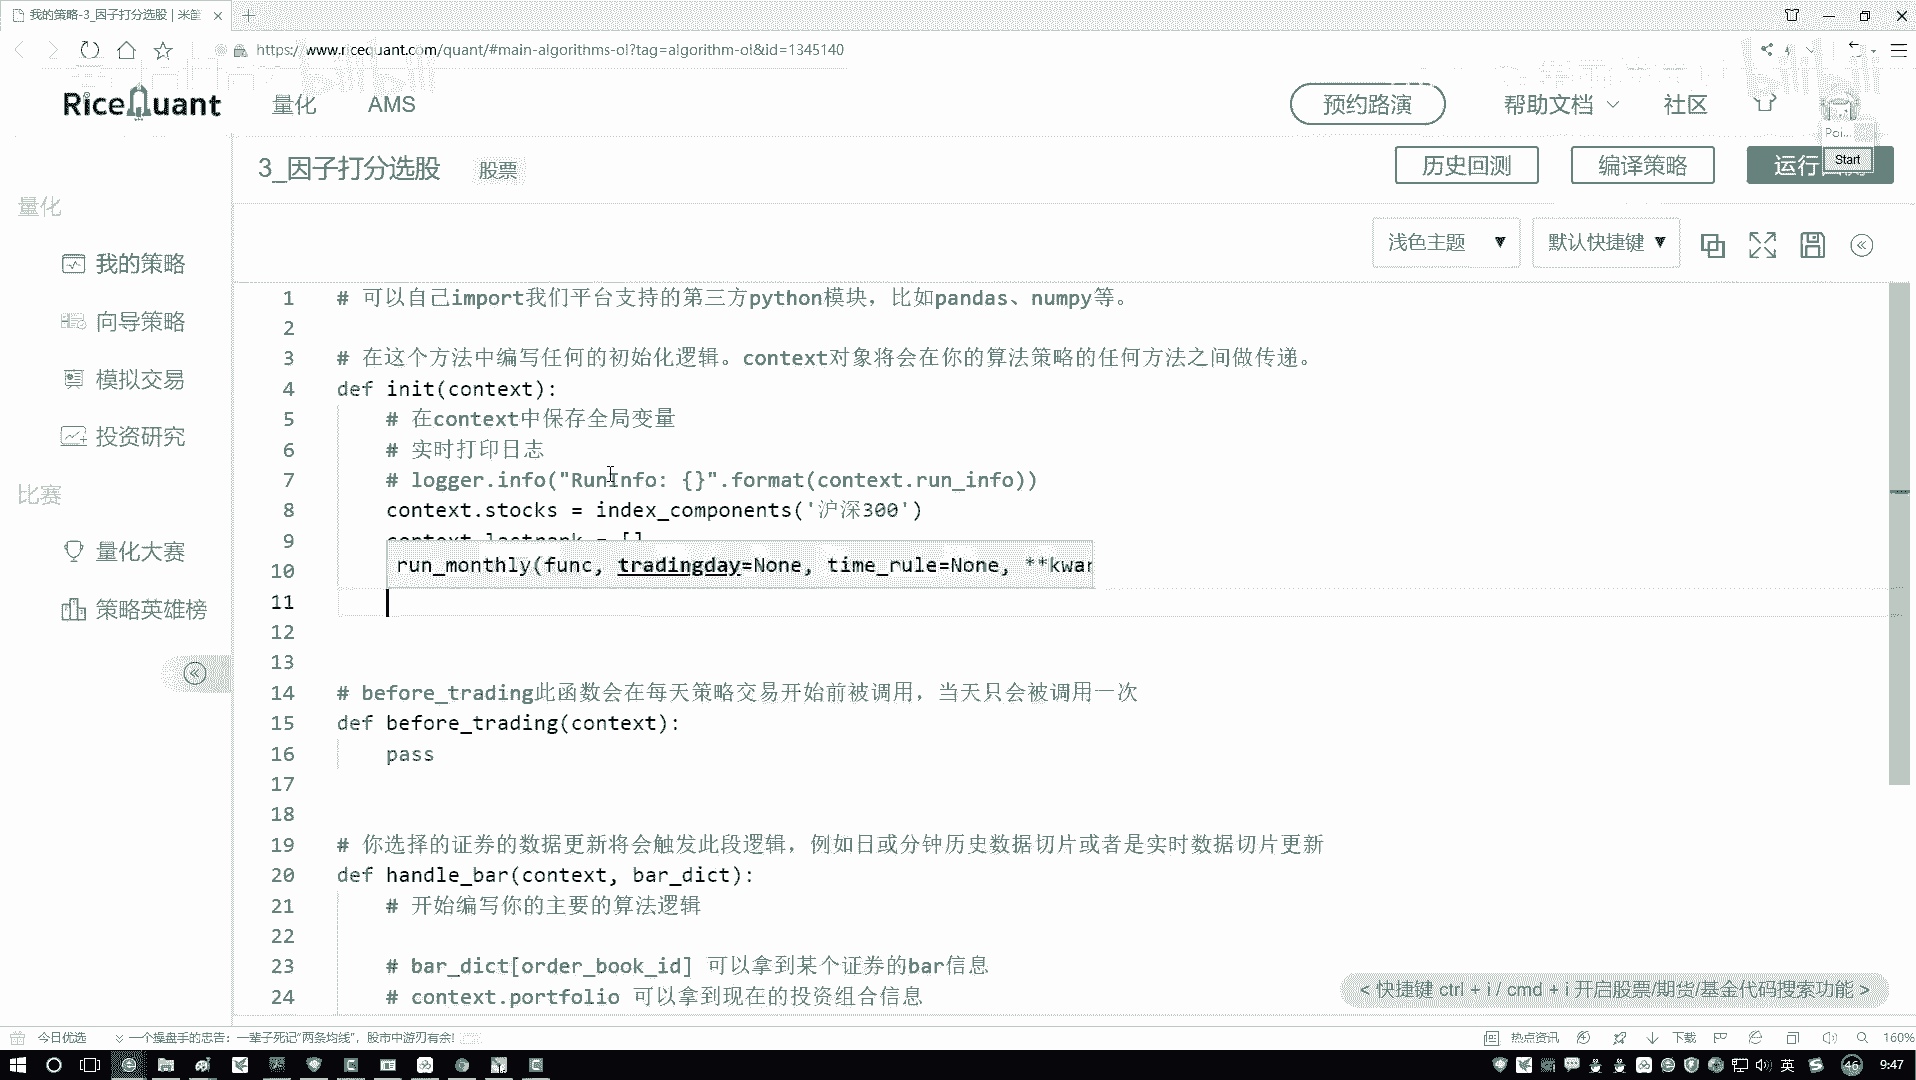 我的策略-3_因子打分选股 | 米筐
https://www.ricequant.com/quant/#main-algorithms-ol?tag=algorithm-ol&id=1345140
RiceQuant 量化 AMS 预约路演 帮助文档 社区
3_因子打分选股 股票 历史回测 编译策略 运行 Start
浅色主题 默认快捷键
量化
我的策略
向导策略
模拟交易
投资研究
比赛
量化大赛
策略英雄榜
1 # 可以自己import我们平台支持的第三方python模块，比如pandas、numpy等。
2
3 # 在这个方法中编写任何的初始化逻辑。context对象将会在你的算法策略的任何方法之间做传递。
4 def init(context):
5 # 在context中保存全局变量
6 # 实时打印日志
7 # logger.info("RunInfo: {}".format(context.run_info))
8 context.stocks = index_components('沪深300')
9 context.lastrank = []
10 run_monthly(func, tradingday=None, time_rule=None, **kwar
11
12
13
14 # before_trading此函数会在每天策略交易开始前被调用，当天只会被调用一次
15 def before_trading(context):
16 pass
17
18
19 # 你选择的证券的数据更新将会触发此段逻辑，例如日或分钟历史数据切片或者是实时数据切片更新
20 def handle_bar(context, bar_dict):
21 # 开始编写你的主要的算法逻辑
22
23 # bar_dict[order_book_id] 可以拿到某个证券的bar信息
24 # context.portfolio 可以拿到现在的投资组合信息
< 快捷键 ctrl + i / cmd + i 开启股票/期货/基金代码搜索功能 >
今日优选 一个操盘手的忠告：一辈子死记“两条均线”，股市中游刃有余! 热点资讯 下载 160%
英 46 9:47